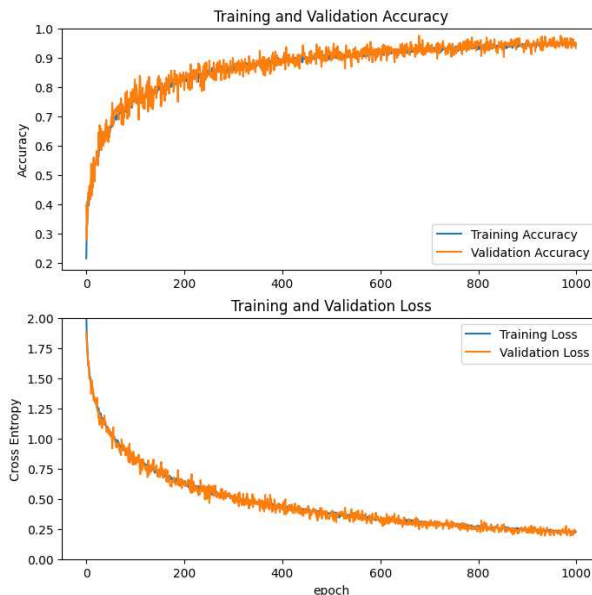 Training and Validation Accuracy
1.0
0.9
0.8
0.7
0.6
0.5
0.4
0.3
0.2
Accuracy
Training Accuracy
Validation Accuracy
0 200 400 600 800 1000
Training and Validation Loss
2.00
1.75
1.50
1.25
1.00
0.75
0.50
0.25
0.00
Cross Entropy
Training Loss
Validation Loss
0 200 400 600 800 1000
epoch